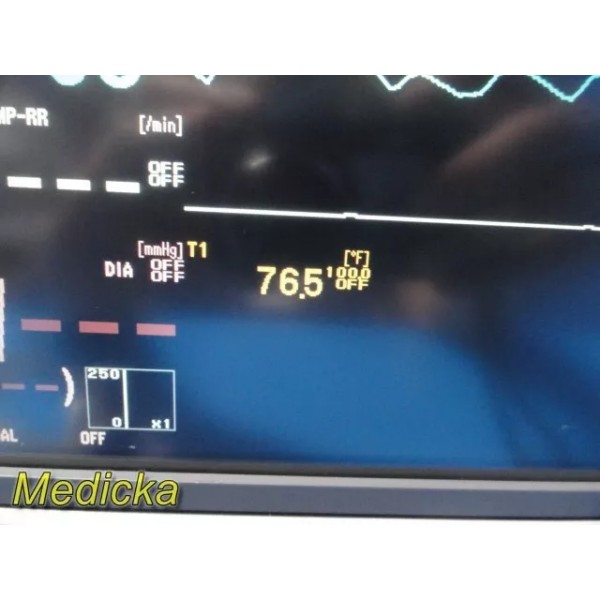 MP-RR [/min]
OFF
OFF
[mmHg] T1 [°F]
DIA OFF
OFF
76.5 100.0
OFF
250
0 x1
AL OFF
Medicka